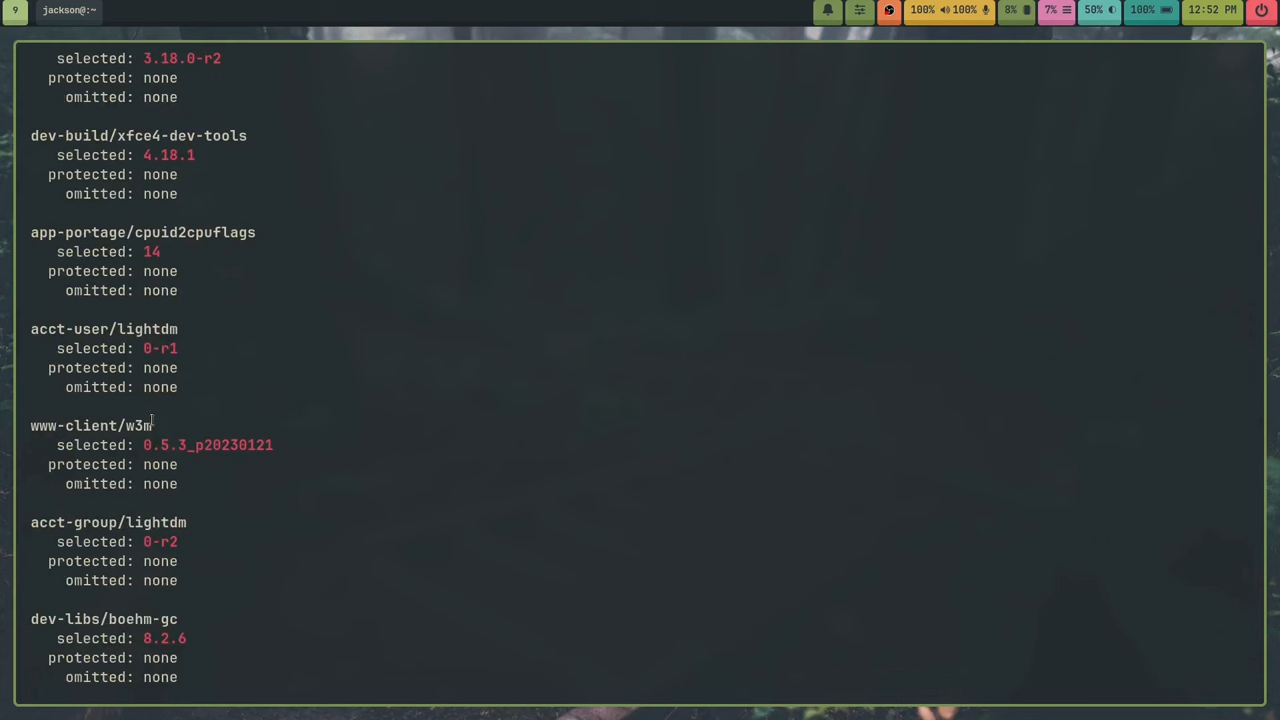 9
jackson@:~
100% 100%
8%
7%
50%
100%
12:52 PM
selected: 3.18.0-r2
protected: none
omitted: none
dev-build/xfce4-dev-tools
selected: 4.18.1
protected: none
omitted: none
app-portage/cpuid2cpuflags
selected: 14
protected: none
omitted: none
acct-user/lightdm
selected: 0-r1
protected: none
omitted: none
www-client/w3m
selected: 0.5.3_p20230121
protected: none
omitted: none
acct-group/lightdm
selected: 0-r2
protected: none
omitted: none
dev-libs/boehm-gc
selected: 8.2.6
protected: none
omitted: none